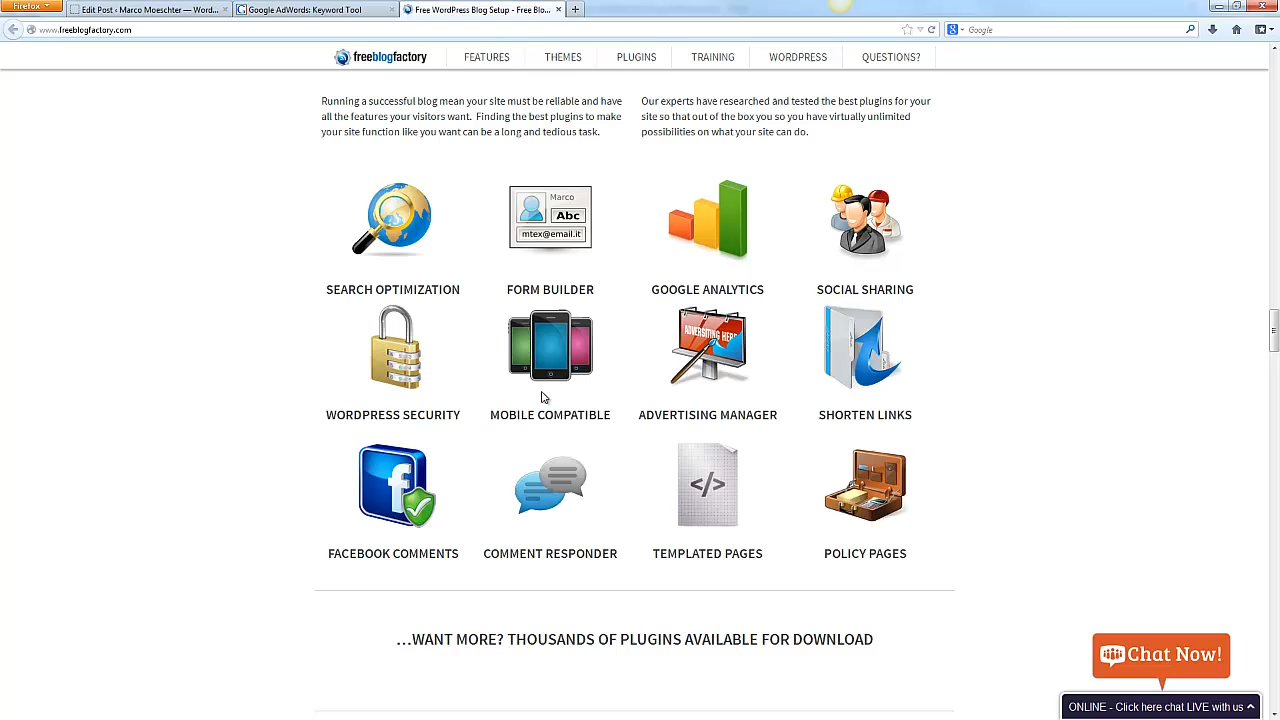 Firefox
Edit Post ‹ Marco Moeschter — Word...
Google AdWords: Keyword Tool
Free WordPress Blog Setup - Free Blo...
www.freeblogfactory.com
Google
freeblogfactory
FEATURES
THEMES
PLUGINS
TRAINING
WORDPRESS
QUESTIONS?
Running a successful blog mean your site must be reliable and have
all the features your visitors want. Finding the best plugins to make
your site function like you want can be a long and tedious task.
Our experts have researched and tested the best plugins for your
site so that out of the box you so you have virtually unlimited
possibilities on what your site can do.
Marco
Abc
mtex@email.it
SEARCH OPTIMIZATION
FORM BUILDER
GOOGLE ANALYTICS
SOCIAL SHARING
ADVERTISING HERE
WORDPRESS SECURITY
MOBILE COMPATIBLE
ADVERTISING MANAGER
SHORTEN LINKS
</>
FACEBOOK COMMENTS
COMMENT RESPONDER
TEMPLATED PAGES
POLICY PAGES
...WANT MORE? THOUSANDS OF PLUGINS AVAILABLE FOR DOWNLOAD
Chat Now!
ONLINE - Click here chat LIVE with us